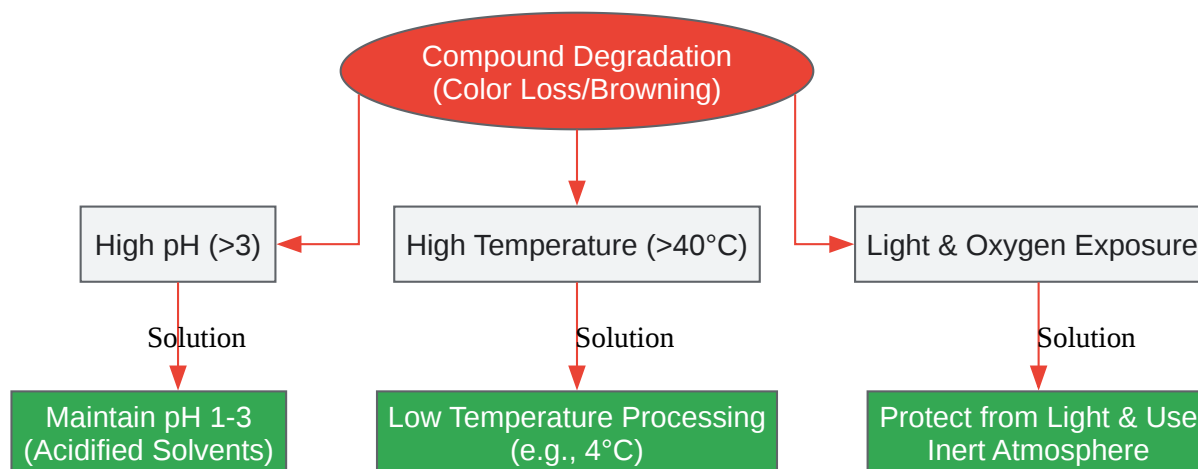 Compound Degradation
(Color Loss/Browning)
High pH (>3)
High Temperature (>40°C)
Light & Oxygen Exposure
Solution
Solution
Solution
Maintain pH 1-3
(Acidified Solvents)
Low Temperature Processing
(e.g., 4°C)
Protect from Light & Use
Inert Atmosphere